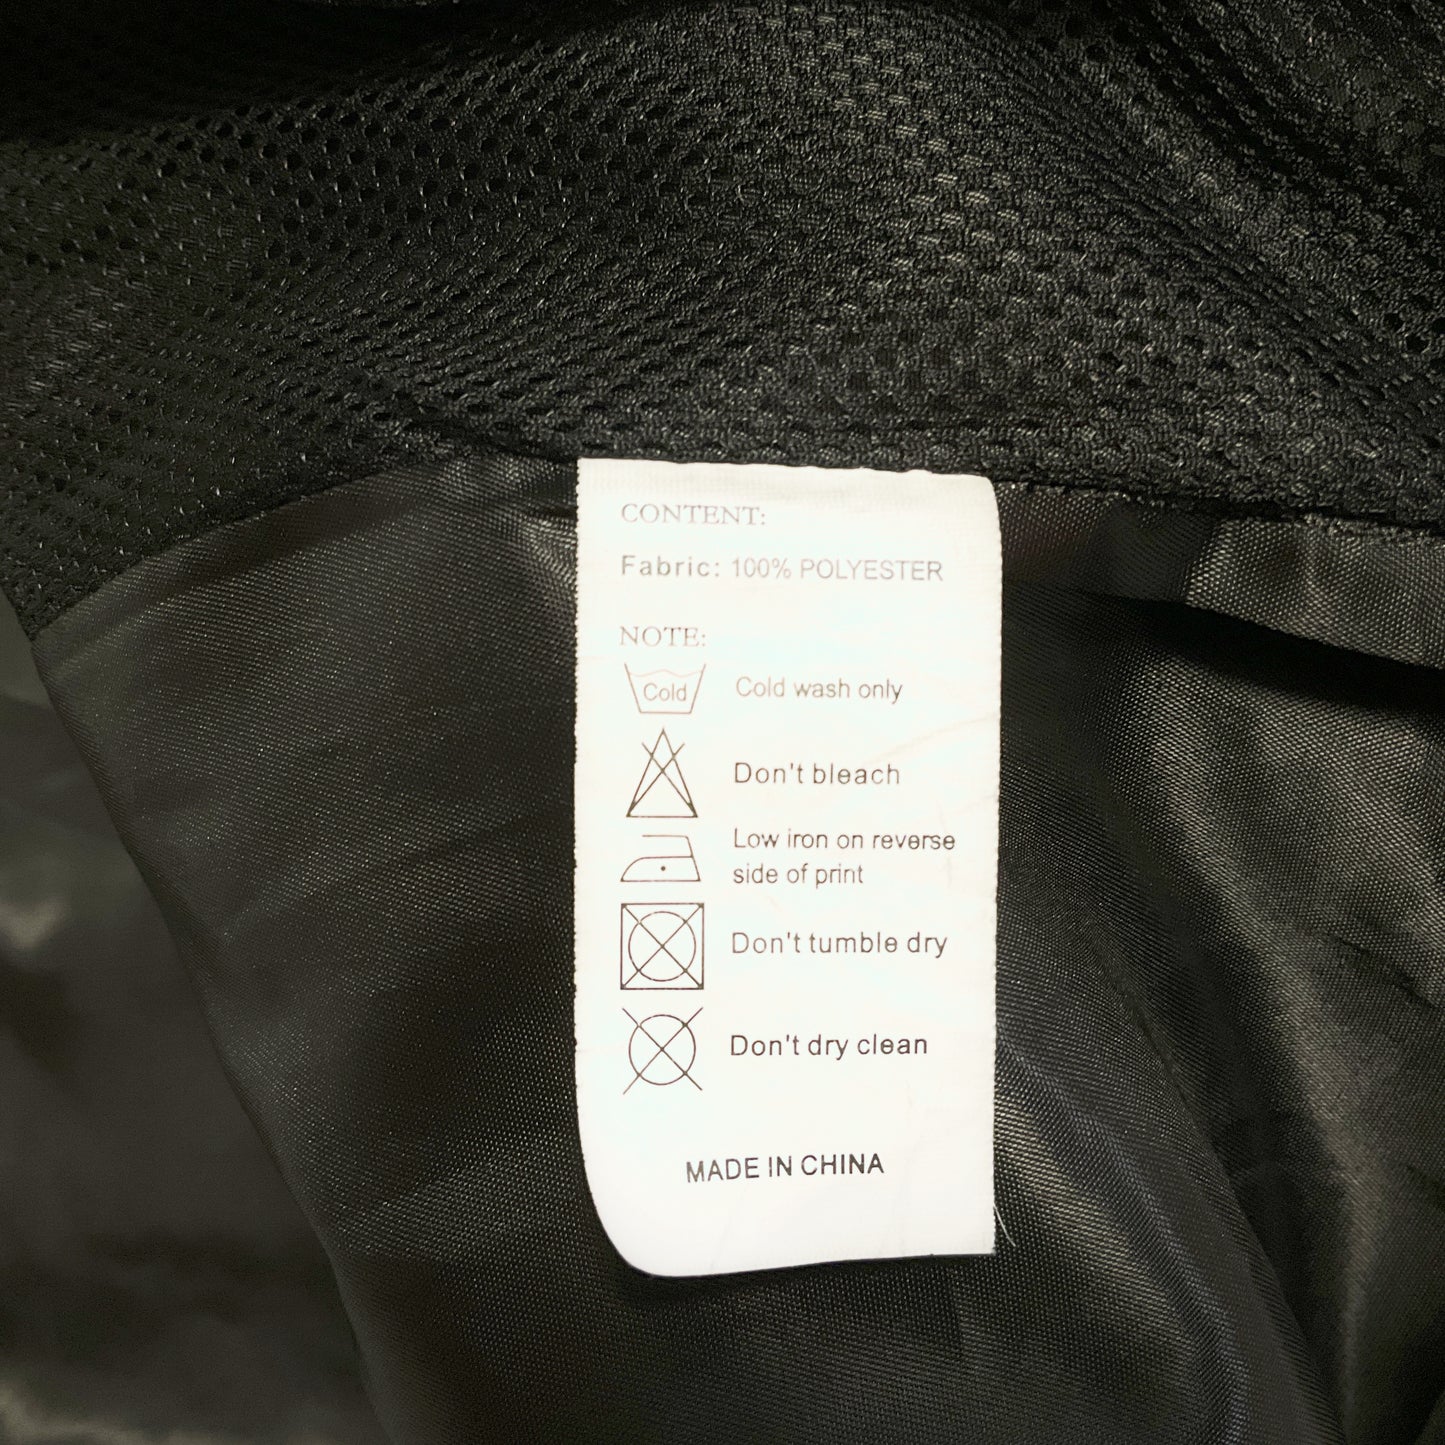 CONTENT:
Fabric: 100% POLYESTER
NOTE:
Cold Cold wash only
Don't bleach
Low iron on reverse
side of print
Don't tumble dry
Don't dry clean
MADE IN CHINA